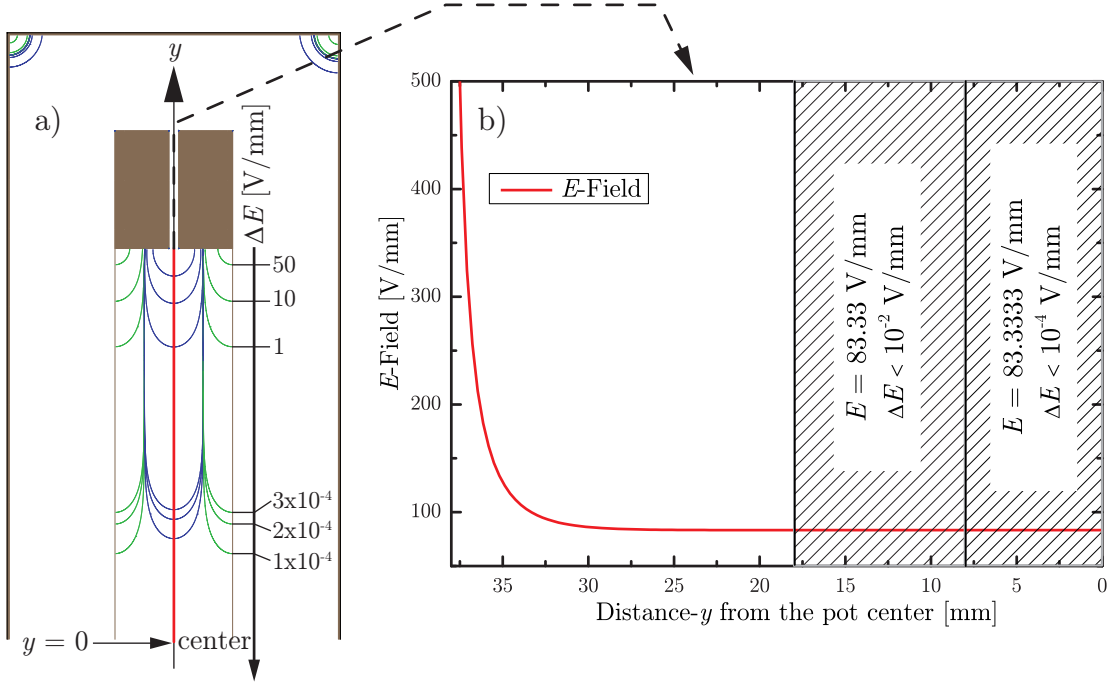 a)
y
ΔE [V/mm]
50
10
1
3x10⁻⁴
2x10⁻⁴
1x10⁻⁴
y = 0
center
b)
E-Field
E-Field [V/mm]
500
400
300
200
100
E = 83.33 V/mm
ΔE < 10⁻² V/mm
E = 83.3333 V/mm
ΔE < 10⁻⁴ V/mm
35 30 25 20 15 10 5 0
Distance-y from the pot center [mm]